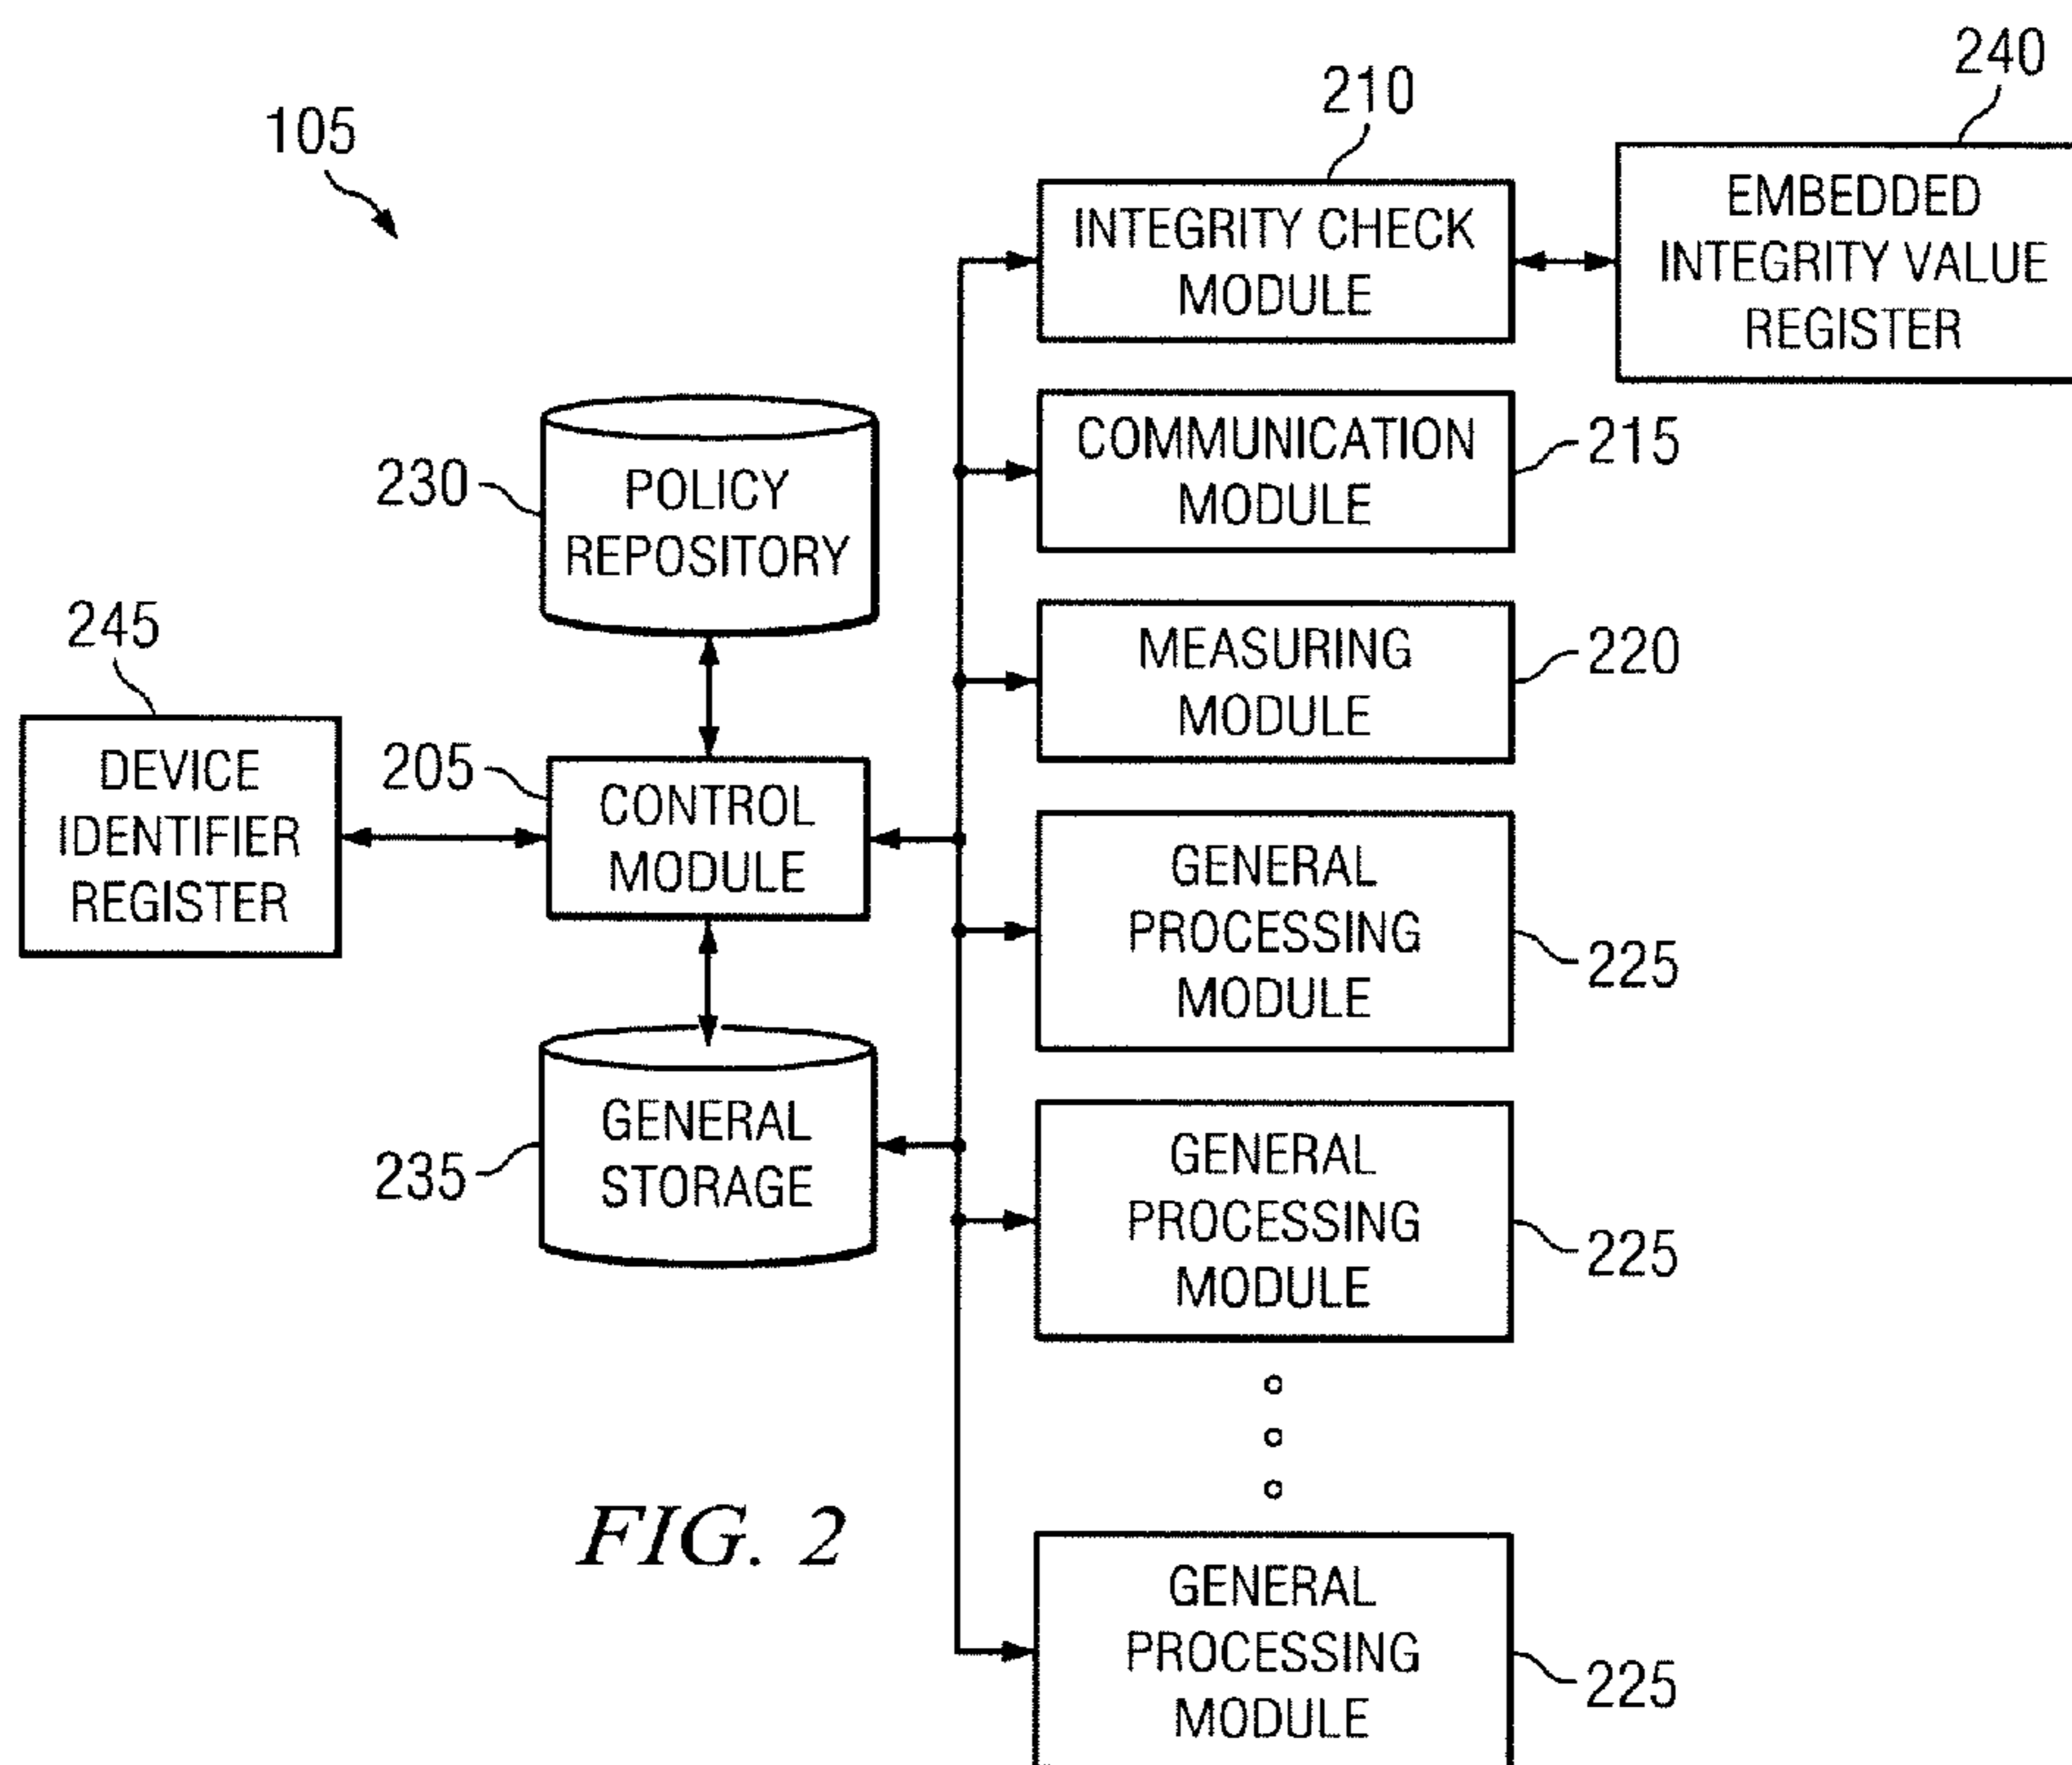 240
210
105
EMBEDDED
INTEGRITY VALUE
REGISTER
INTEGRITY CHECK
MODULE
COMMUNICATION
MODULE
215
230
POLICY
REPOSITORY
245
MEASURING
MODULE
220
DEVICE
IDENTIFIER
REGISTER
205
CONTROL
MODULE
GENERAL
PROCESSING
MODULE
225
235
GENERAL
STORAGE
GENERAL
PROCESSING
MODULE
225
FIG. 2
GENERAL
PROCESSING
MODULE
225